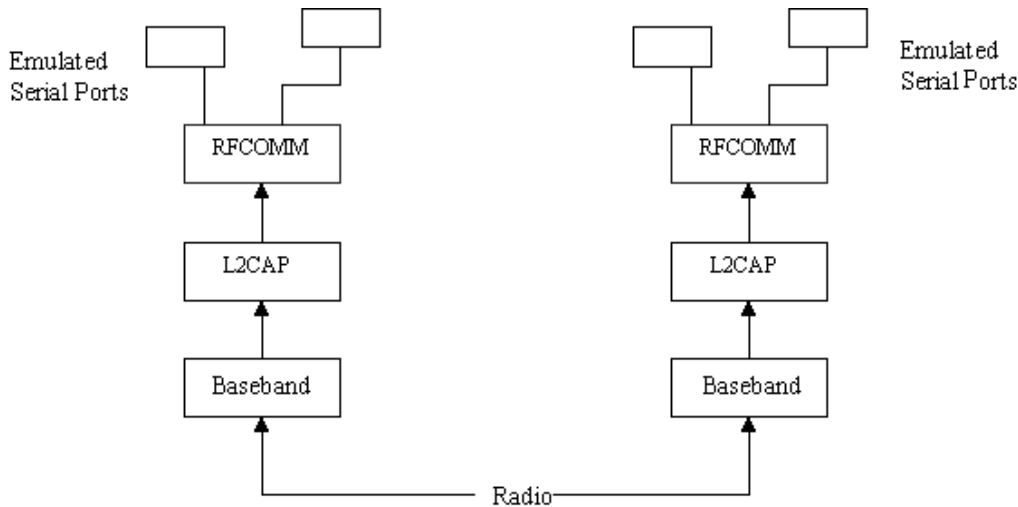 Emulated
Serial Ports
Emulated
Serial Ports
RFCOMM
RFCOMM
L2CAP
L2CAP
Baseband
Baseband
Radio